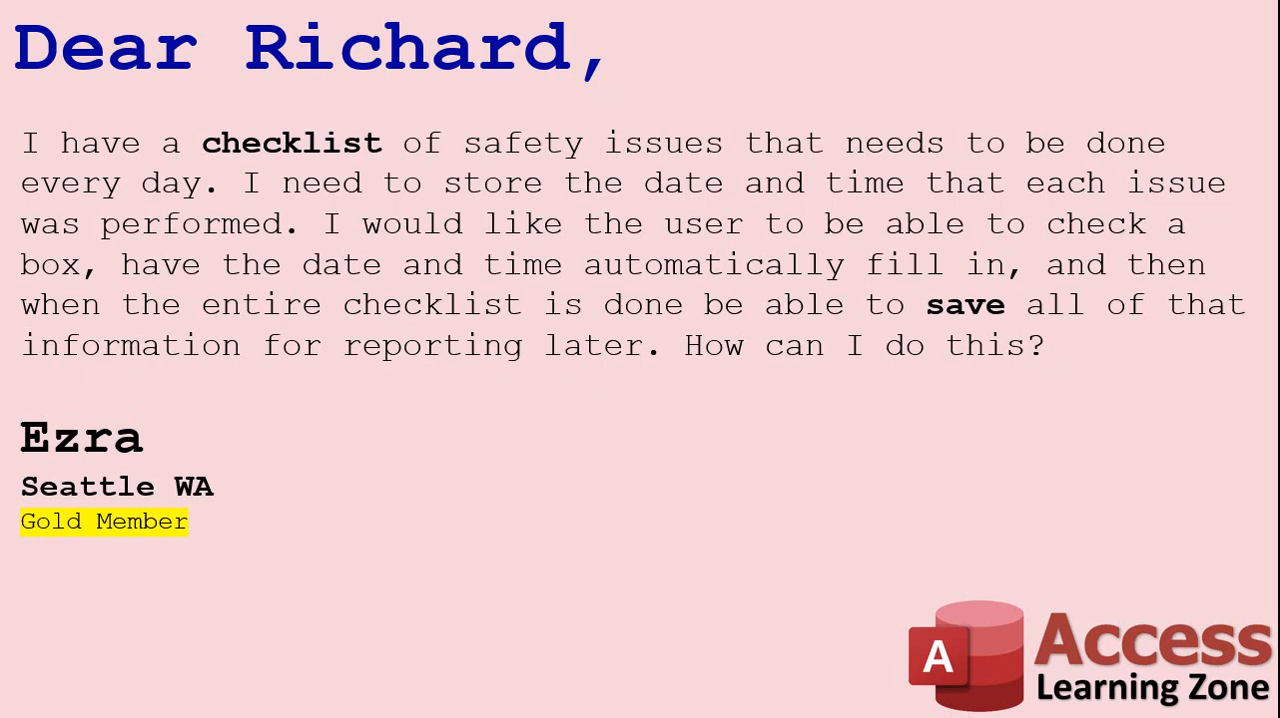 Dear Richard,
I have a checklist of safety issues that needs to be done
every day. I need to store the date and time that each issue
was performed. I would like the user to be able to check a
box, have the date and time automatically fill in, and then
when the entire checklist is done be able to save all of that
information for reporting later. How can I do this?
Ezra
Seattle WA
Gold Member
A
Access
Learning Zone